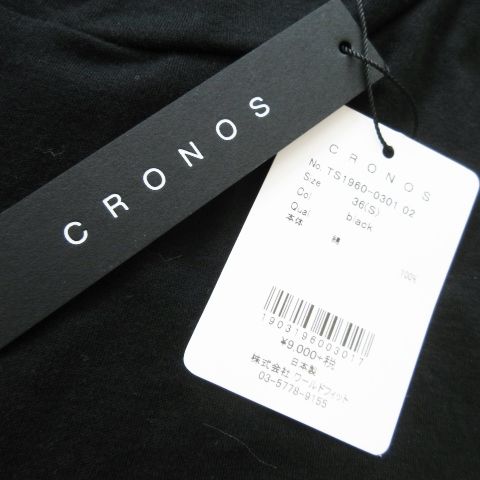 CRONOS
CRONOS
No. TS1960-0301 02
Size 36(S)
Col black
Qual
本体 綿 100%
1903196003017
¥9,000+税
日本製
株式会社 ワールドフィット
03-5778-9155